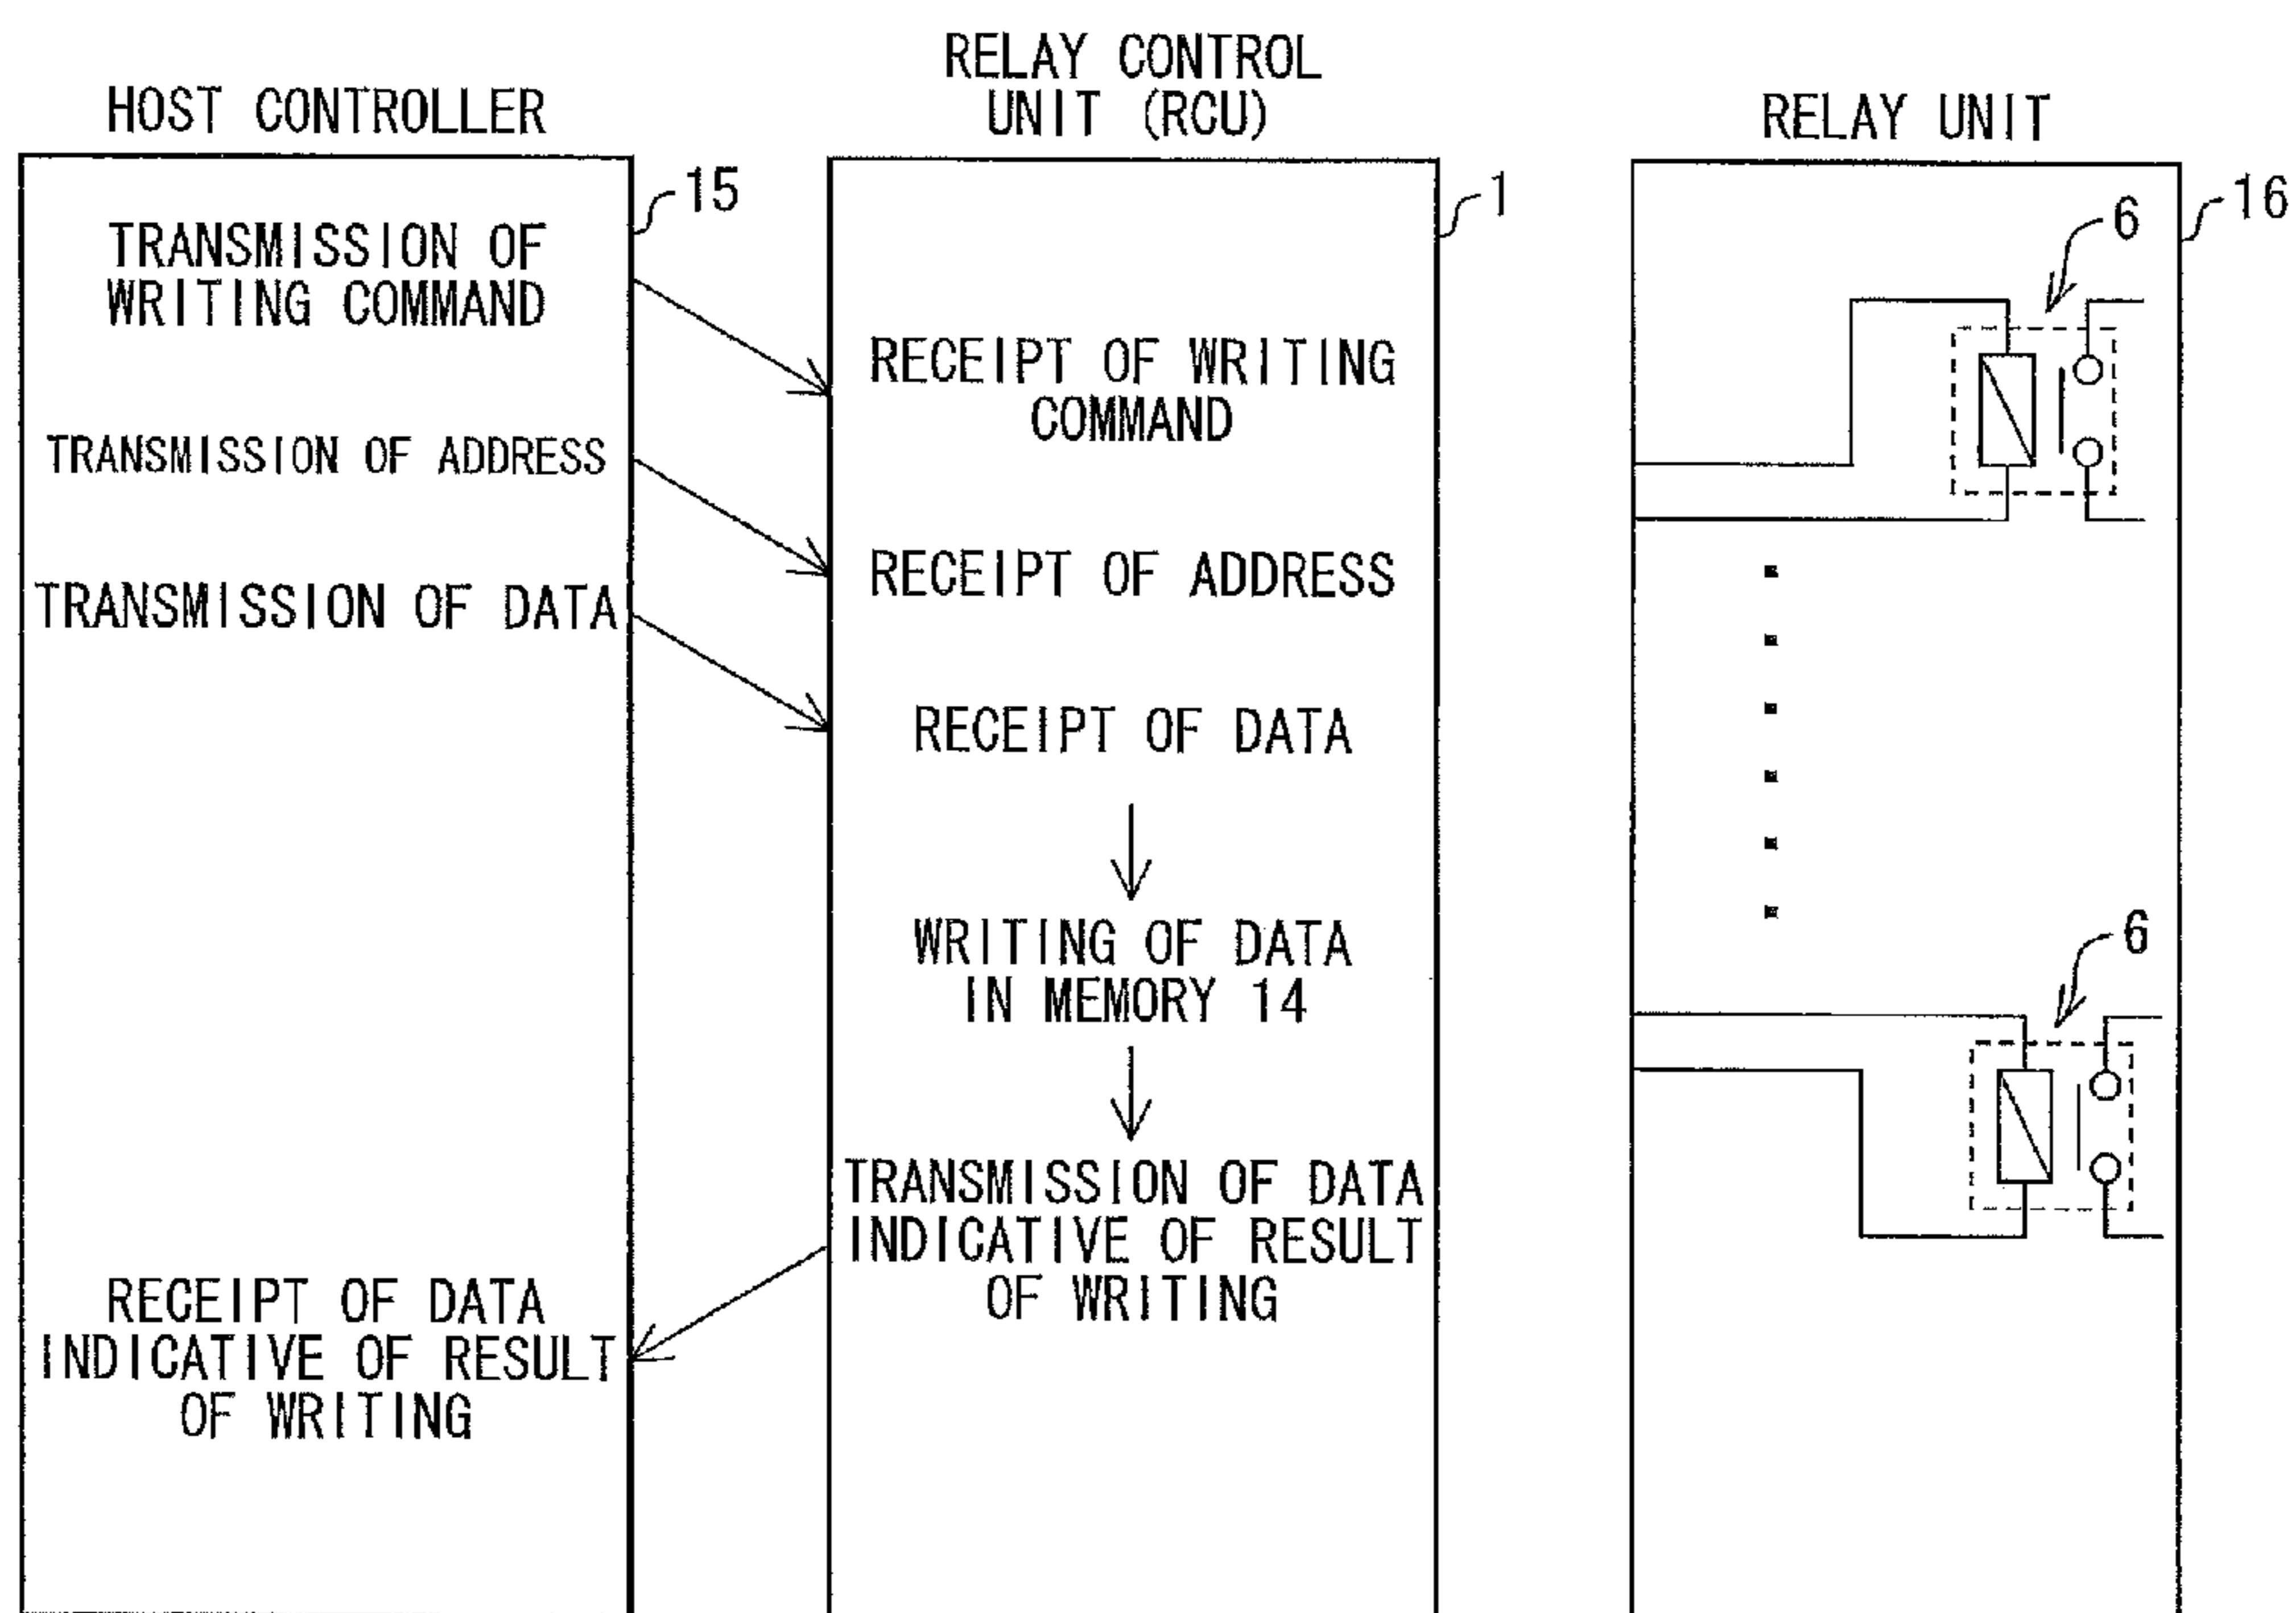 HOST CONTROLLER
RELAY CONTROL
UNIT (RCU)
RELAY UNIT
15
TRANSMISSION OF
WRITING COMMAND
TRANSMISSION OF ADDRESS
TRANSMISSION OF DATA
RECEIPT OF DATA
INDICATIVE OF RESULT
OF WRITING
1
RECEIPT OF WRITING
COMMAND
RECEIPT OF ADDRESS
RECEIPT OF DATA
WRITING OF DATA
IN MEMORY 14
TRANSMISSION OF DATA
INDICATIVE OF RESULT
OF WRITING
16
6
6